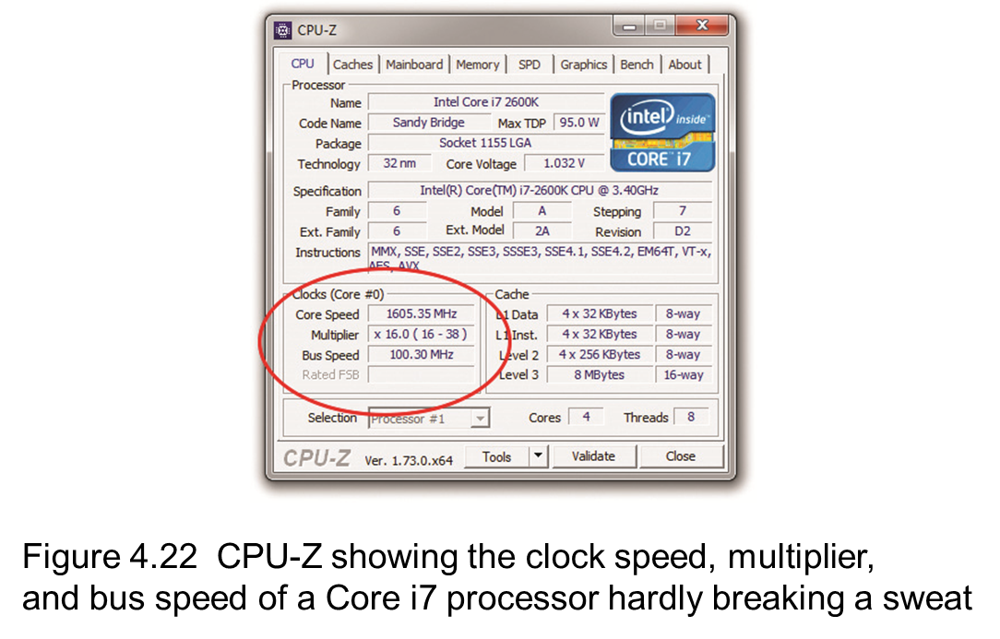 CPU-Z
CPU Caches Mainboard Memory SPD Graphics Bench About
Processor
Name Intel Core i7 2600K
Code Name Sandy Bridge Max TDP 95.0 W
Package Socket 1155 LGA
Technology 32 nm Core Voltage 1.032 V
intel inside
CORE i7
Specification Intel(R) Core(TM) i7-2600K CPU @ 3.40GHz
Family 6 Model A Stepping 7
Ext. Family 6 Ext. Model 2A Revision D2
Instructions MMX, SSE, SSE2, SSE3, SSSE3, SSE4.1, SSE4.2, EM64T, VT-x,
AES, AVX
Clocks (Core #0) Cache
Core Speed 1605.35 MHz L1 Data 4 x 32 KBytes 8-way
Multiplier x 16.0 ( 16 - 38 ) L1 Inst. 4 x 32 KBytes 8-way
Bus Speed 100.30 MHz Level 2 4 x 256 KBytes 8-way
Rated FSB Level 3 8 MBytes 16-way
Selection Processor #1 Cores 4 Threads 8
CPU-Z Ver. 1.73.0.x64 Tools Validate Close
Figure 4.22 CPU-Z showing the clock speed, multiplier,
and bus speed of a Core i7 processor hardly breaking a sweat